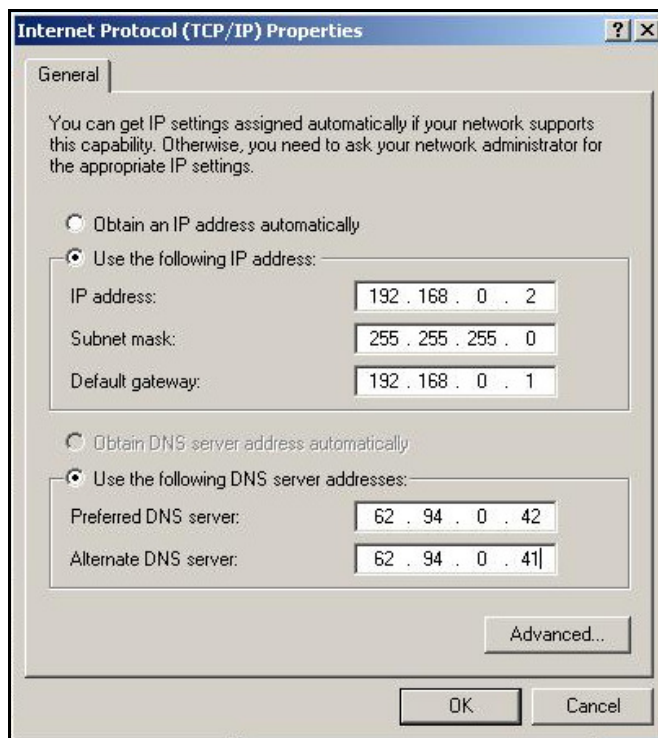 Internet Protocol (TCP/IP) Properties
General
You can get IP settings assigned automatically if your network supports
this capability. Otherwise, you need to ask your network administrator for
the appropriate IP settings.
Obtain an IP address automatically
Use the following IP address:
IP address: 192 . 168 . 0 . 2
Subnet mask: 255 . 255 . 255 . 0
Default gateway: 192 . 168 . 0 . 1
Obtain DNS server address automatically
Use the following DNS server addresses:
Preferred DNS server: 62 . 94 . 0 . 42
Alternate DNS server: 62 . 94 . 0 . 41
Advanced...
OK Cancel